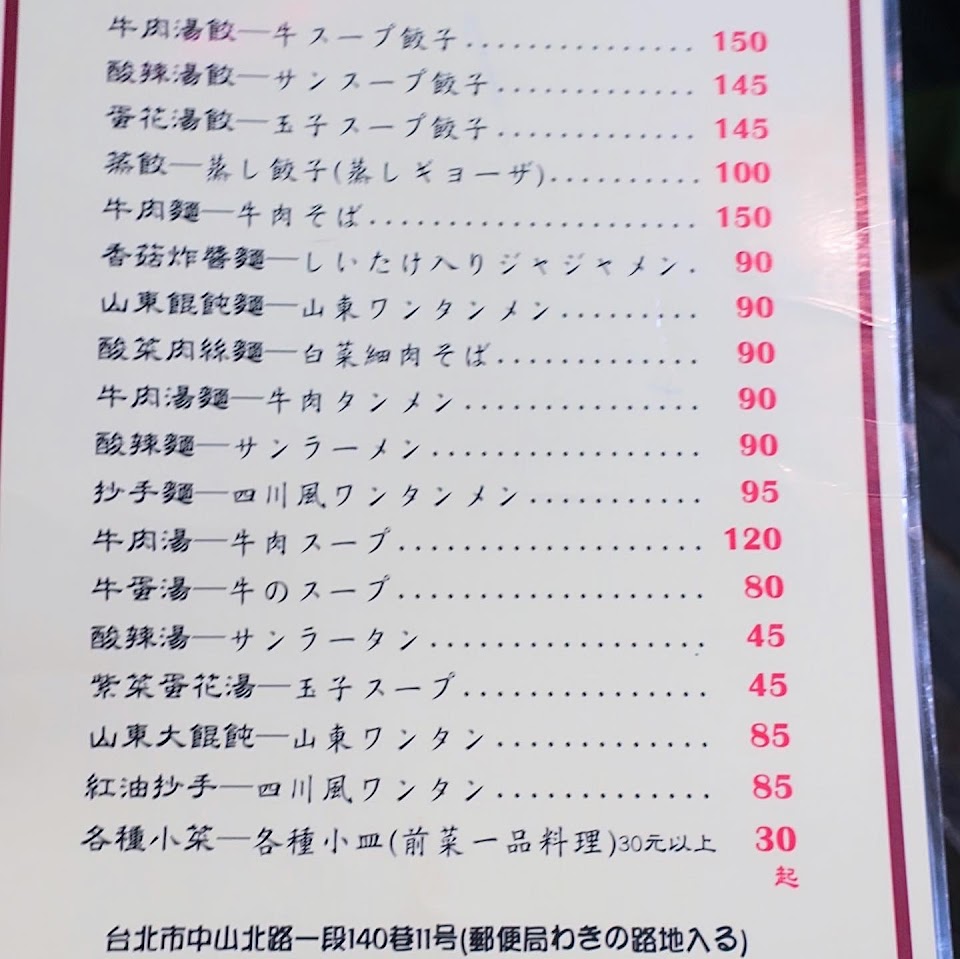 牛肉湯餃—牛スープ餃子.............. 150
酸辣湯餃—サンスープ餃子............ 145
蛋花湯餃—玉子スープ餃子............ 145
蒸餃—蒸し餃子(蒸しギョーザ)......... 100
牛肉麵—牛肉そば.................... 150
香菇炸醬麵—しいたけ入りジャジャメン. 90
山東餛飩麵—山東ワンタンメン......... 90
酸菜肉絲麵—白菜細肉そば............ 90
牛肉湯麵—牛肉タンメン.............. 90
酸辣麵—サンラーメン................ 90
抄手麵—四川風ワンタンメン........... 95
牛肉湯—牛肉スープ................... 120
牛蛋湯—牛のスープ................... 80
酸辣湯—サンラータン................. 45
紫菜蛋花湯—玉子スープ............... 45
山東大餛飩—山東ワンタン............. 85
紅油抄手—四川風ワンタン............. 85
各種小菜—各種小皿(前菜一品料理)30元以上 30
起
台北市中山北路一段140巷11号(郵便局わきの路地入る)